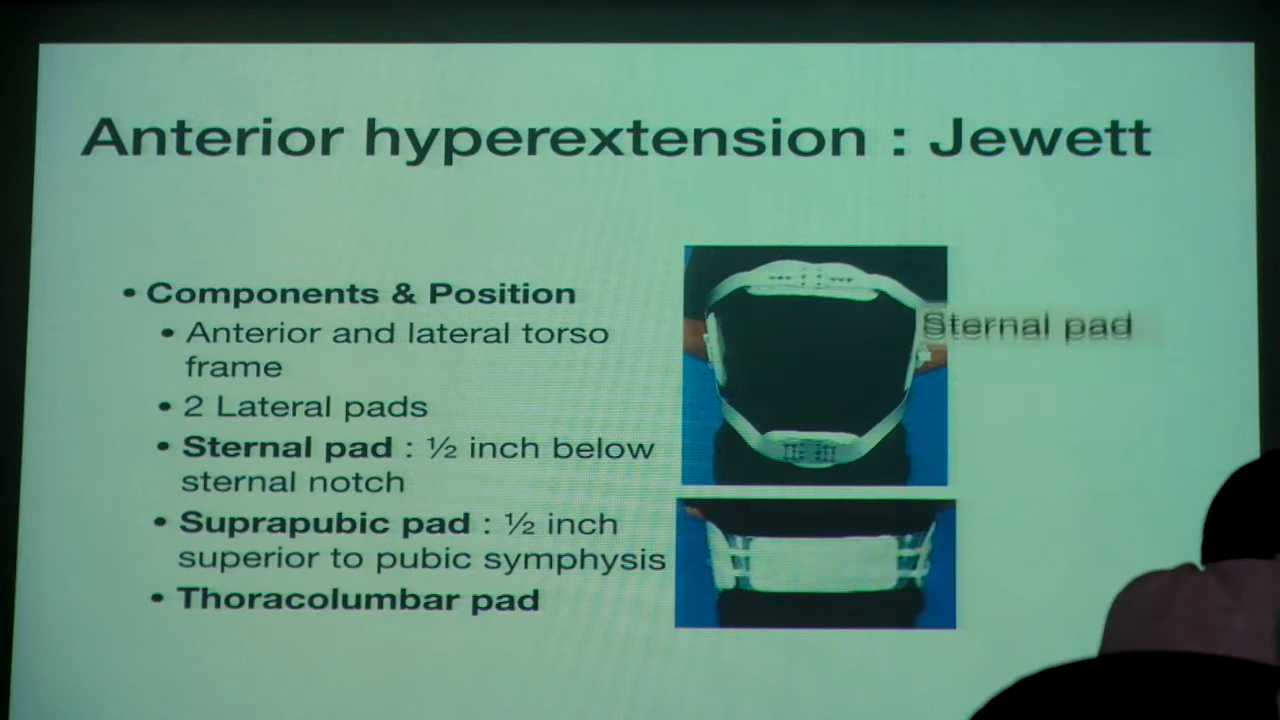 Anterior hyperextension : Jewett
• Components & Position
• Anterior and lateral torso
frame
• 2 Lateral pads
• Sternal pad : ½ inch below
sternal notch
• Suprapubic pad : ½ inch
superior to pubic symphysis
• Thoracolumbar pad
Sternal pad